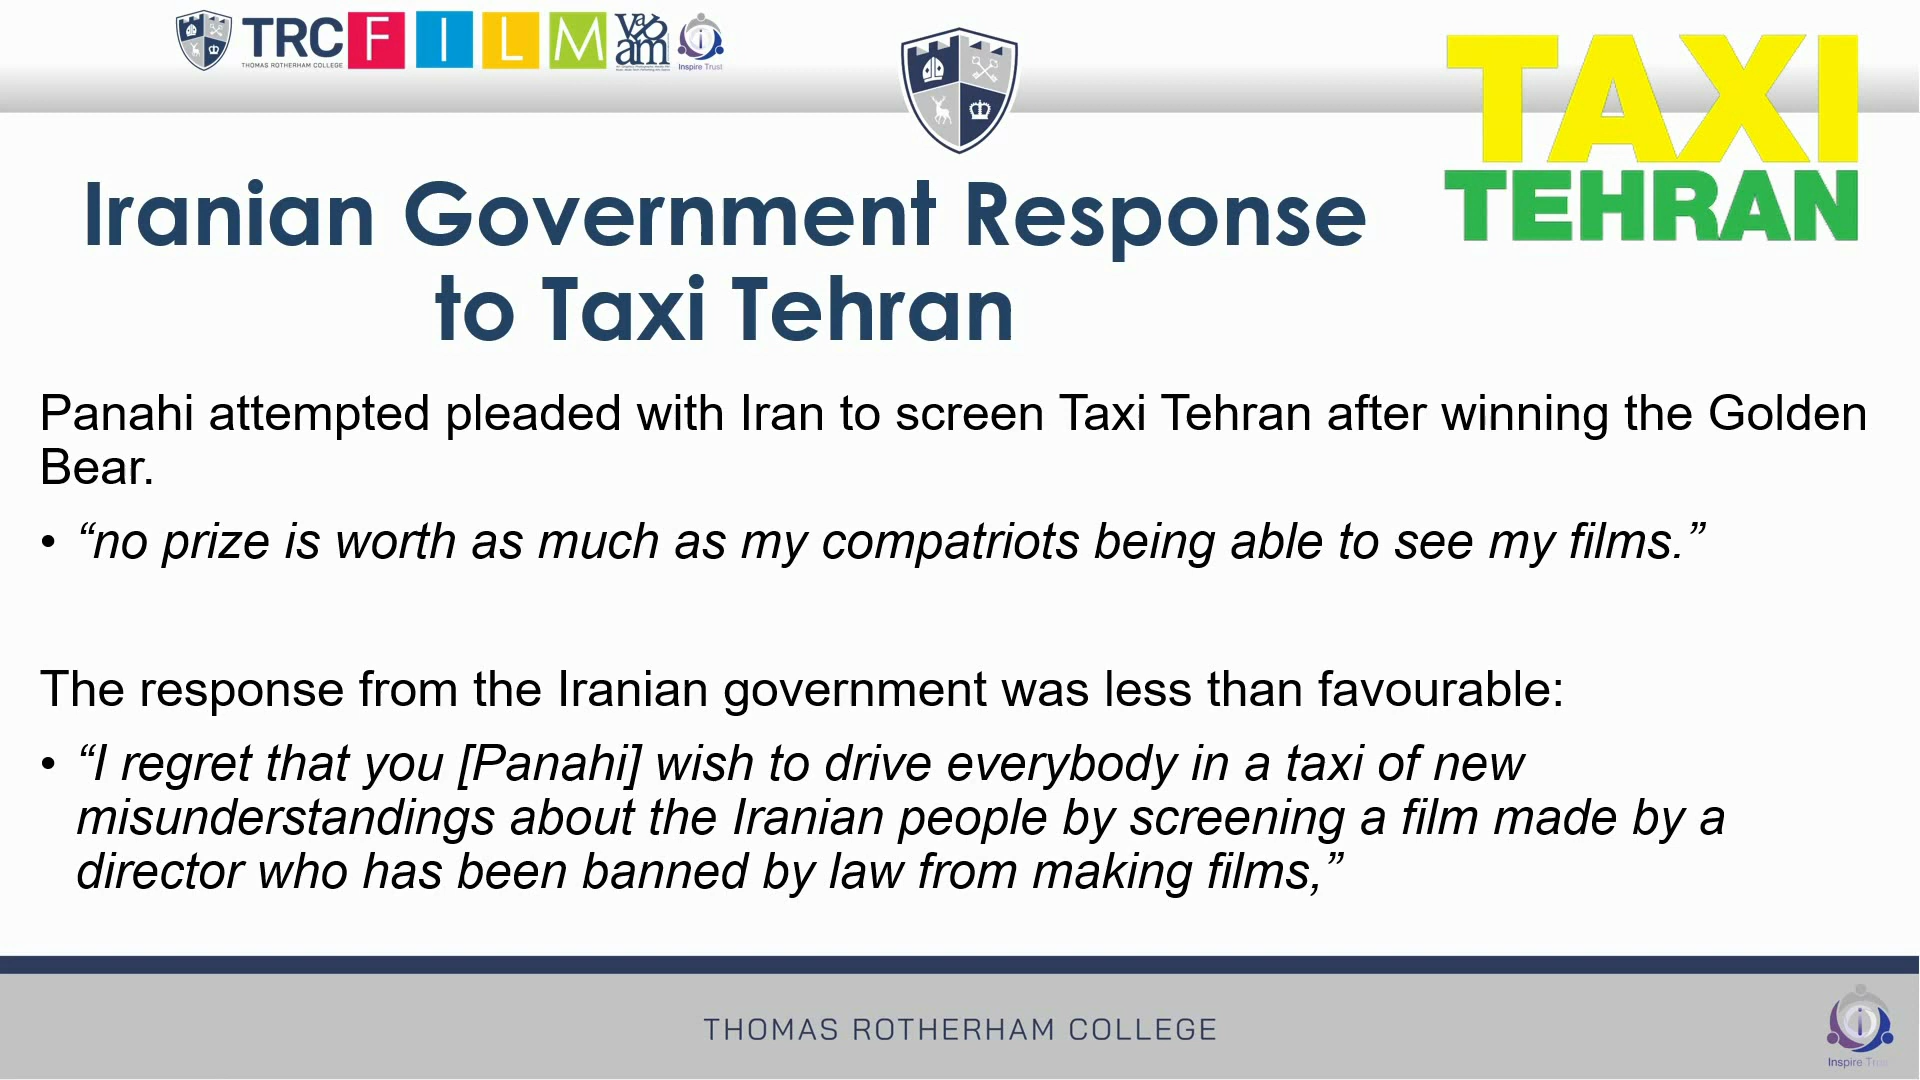 TRC FILM
THOMAS ROTHERHAM COLLEGE
Inspire Trust
TAXI
TEHRAN
Iranian Government Response
to Taxi Tehran
Panahi attempted pleaded with Iran to screen Taxi Tehran after winning the Golden
Bear.
• “no prize is worth as much as my compatriots being able to see my films.”
The response from the Iranian government was less than favourable:
• “I regret that you [Panahi] wish to drive everybody in a taxi of new
misunderstandings about the Iranian people by screening a film made by a
director who has been banned by law from making films,”
THOMAS ROTHERHAM COLLEGE
Inspire Trust